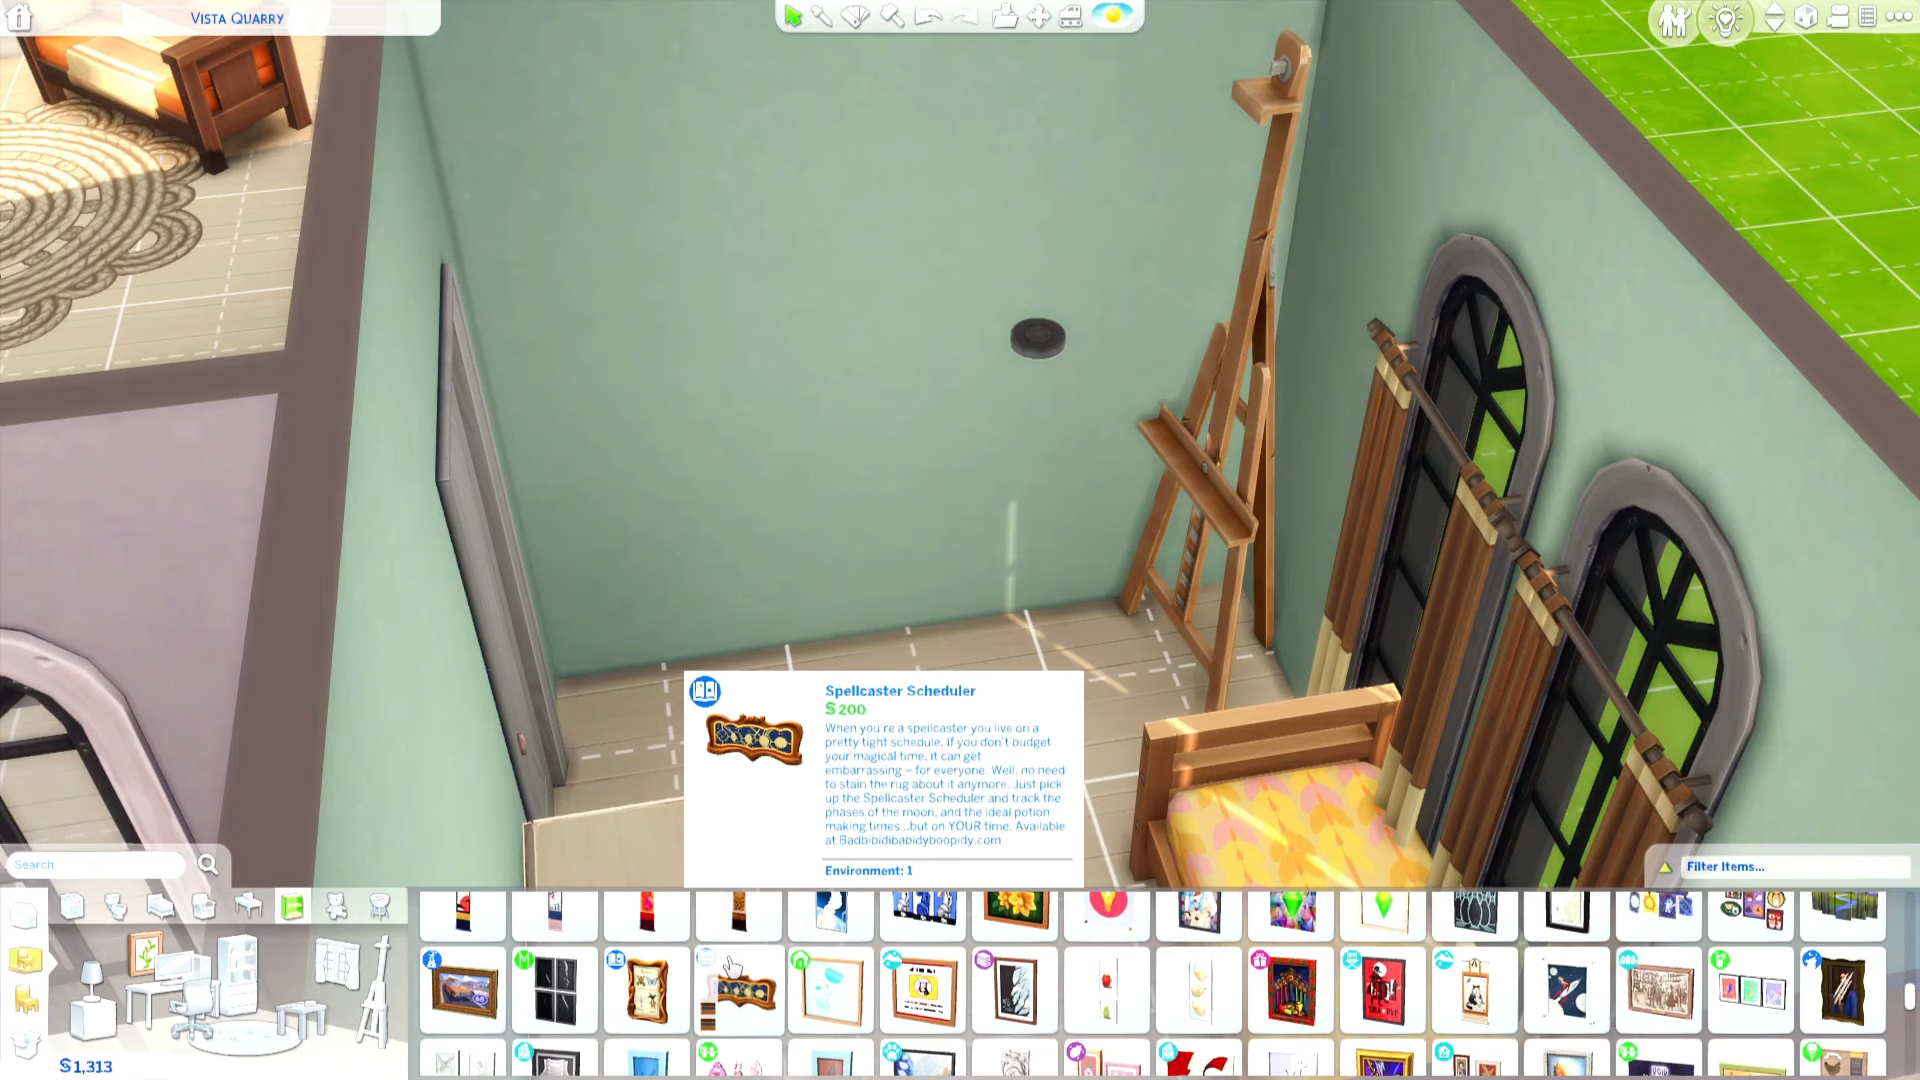 VISTA QUARRY
Spellcaster Scheduler
§200
When you're a spellcaster you live on a
pretty tight schedule. If you don't budget
your magical time, it can get
embarrassing – for everyone. Well, no need
to stain the rug about it anymore. Just pick
up the Spellcaster Scheduler and track the
phases of the moon, and the ideal potion
making times...but on YOUR time. Available
at Badbibidibabidyboopidy.com
Environment: 1
Search
Filter Items...
§1,313